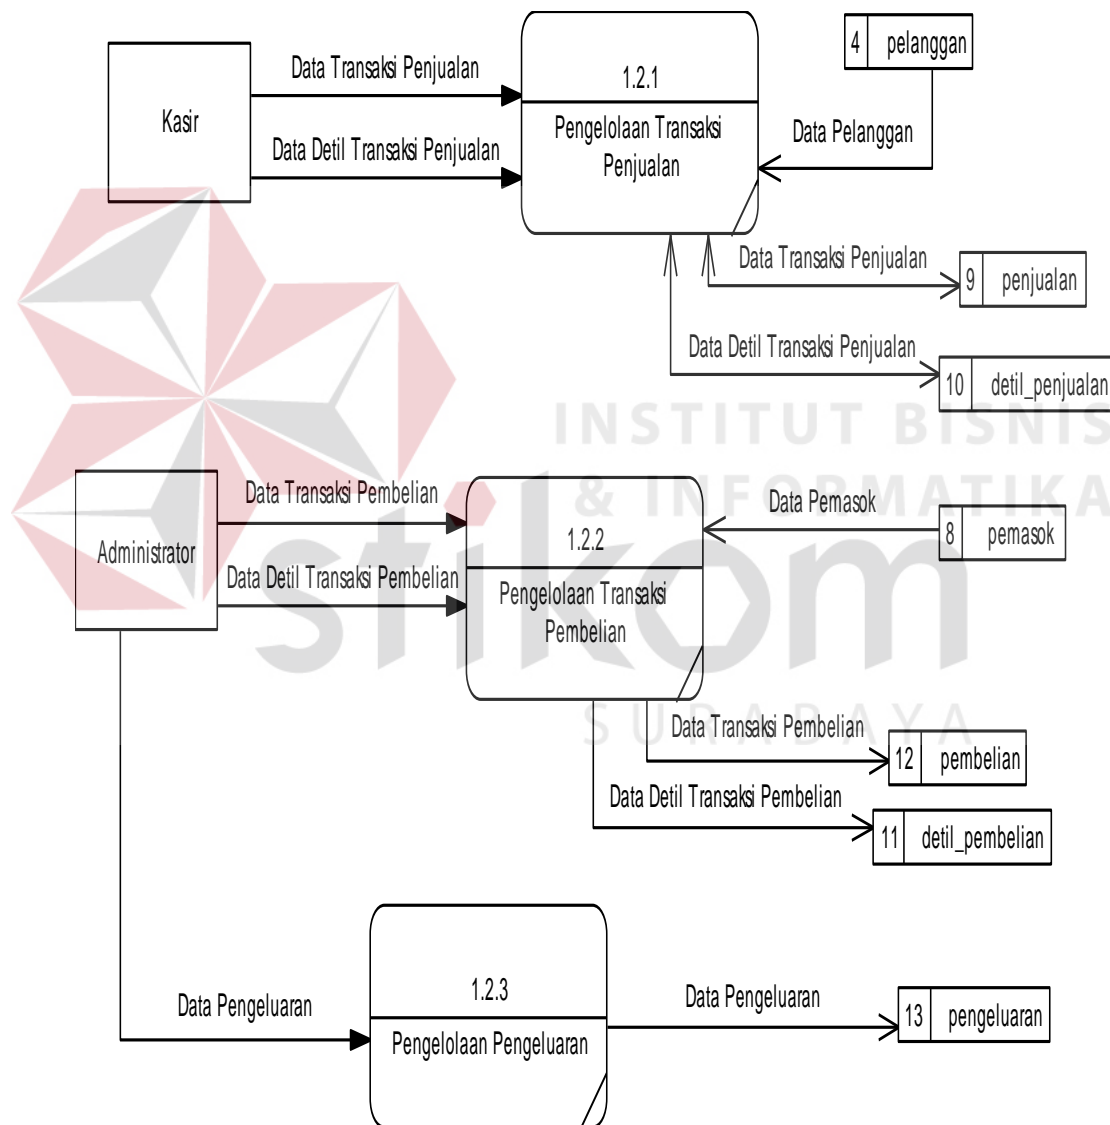 4 pelanggan
Data Transaksi Penjualan
1.2.1
Kasir
Pengelolaan Transaksi
Penjualan
Data Pelanggan
Data Detil Transaksi Penjualan
Data Transaksi Penjualan
9 penjualan
Data Detil Transaksi Penjualan
10 detil_penjualan
INSTITUT BISNIS
& INFORMATIKA
stikom
SURABAYA
Data Transaksi Pembelian
Data Pemasok
8 pemasok
1.2.2
Administrator
Data Detil Transaksi Pembelian
Pengelolaan Transaksi
Pembelian
Data Transaksi Pembelian
12 pembelian
Data Detil Transaksi Pembelian
11 detil_pembelian
1.2.3
Data Pengeluaran
Pengelolaan Pengeluaran
Data Pengeluaran
13 pengeluaran